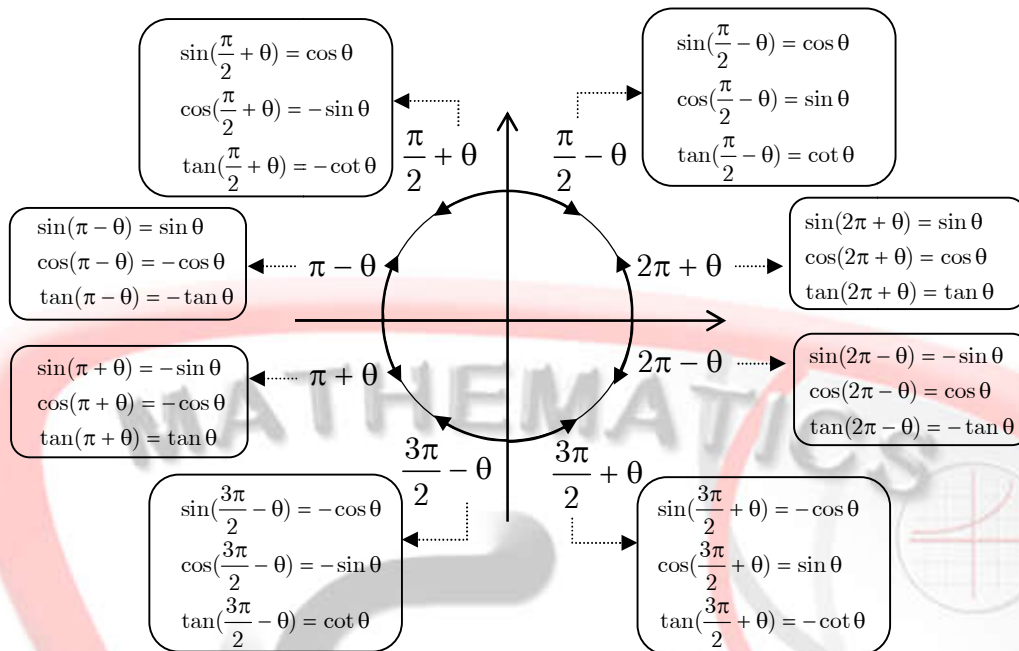 sin(π/2 + θ) = cos θ
cos(π/2 + θ) = −sin θ
tan(π/2 + θ) = −cot θ
π/2 + θ
sin(π/2 − θ) = cos θ
cos(π/2 − θ) = sin θ
tan(π/2 − θ) = cot θ
π/2 − θ
sin(π − θ) = sin θ
cos(π − θ) = −cos θ
tan(π − θ) = −tan θ
π − θ
2π + θ
sin(2π + θ) = sin θ
cos(2π + θ) = cos θ
tan(2π + θ) = tan θ
sin(π + θ) = −sin θ
cos(π + θ) = −cos θ
tan(π + θ) = tan θ
π + θ
2π − θ
sin(2π − θ) = −sin θ
cos(2π − θ) = cos θ
tan(2π − θ) = −tan θ
MATHEMATICS
3π/2 − θ
sin(3π/2 − θ) = −cos θ
cos(3π/2 − θ) = −sin θ
tan(3π/2 − θ) = cot θ
3π/2 + θ
sin(3π/2 + θ) = −cos θ
cos(3π/2 + θ) = sin θ
tan(3π/2 + θ) = −cot θ